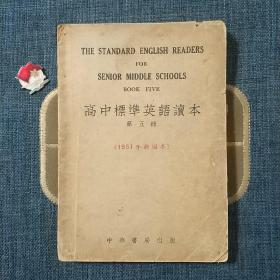 THE STANDARD ENGLISH READERS
FOR
SENIOR MIDDLE SCHOOLS
BOOK FIVE
高中標準英語讀本
第五冊
(1951年新編本)
中華書局出版